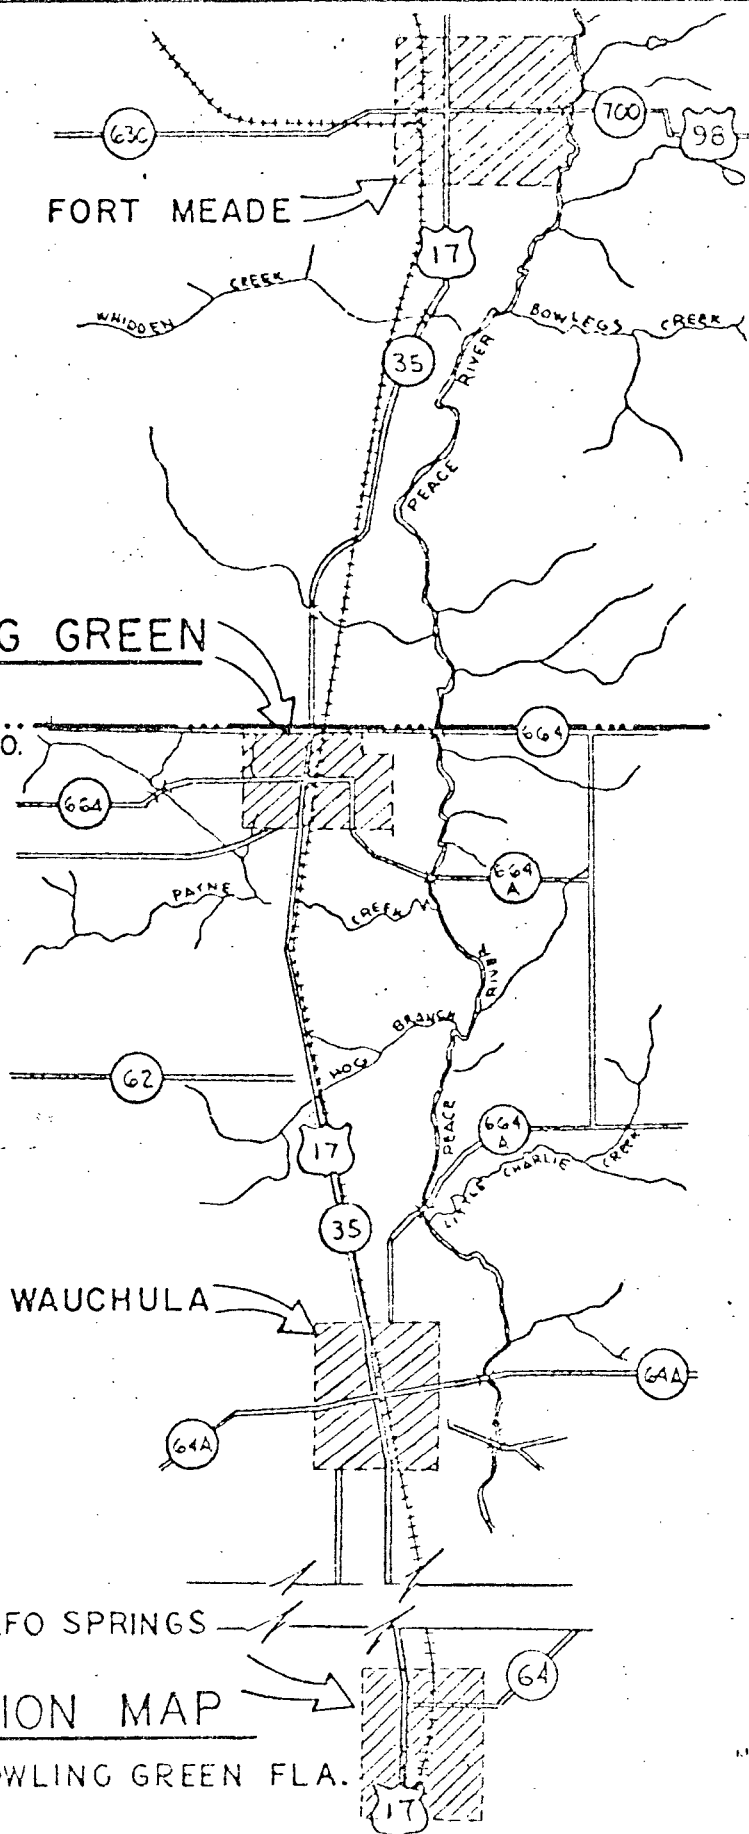 630
700
98
FORT MEADE
17
WHIDDEN CREEK
BOWLEGS CREEK
35
RIVER
PEACE
G GREEN
O.
664
664
664 A
PAYNE CREEK
RIVER
HOG BRANCH
62
PEACE
664 A
17
LITTLE CHARLIE CREEK
35
WAUCHULA
64A
64A
FO SPRINGS
64
ION MAP
OWLING GREEN FLA.
17